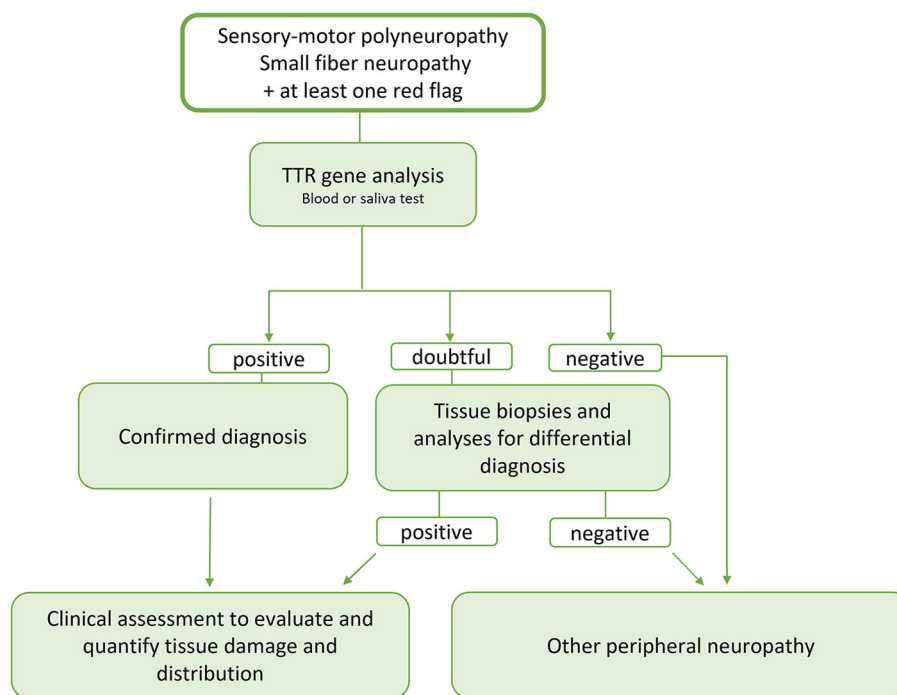 Sensory-motor polyneuropathy
Small fiber neuropathy
+ at least one red flag
TTR gene analysis
Blood or saliva test
positive
doubtful
negative
Confirmed diagnosis
Tissue biopsies and
analyses for differential
diagnosis
positive
negative
Clinical assessment to evaluate and
quantify tissue damage and
distribution
Other peripheral neuropathy